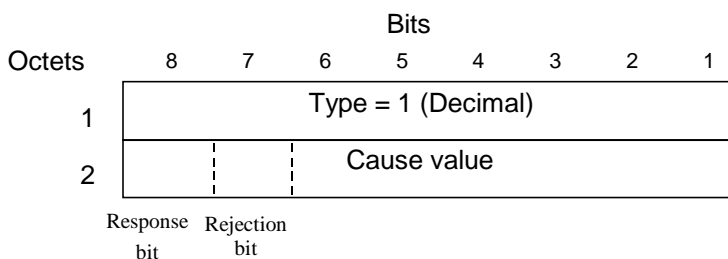 Bits
Octets 8 7 6 5 4 3 2 1
1 Type = 1 (Decimal)
2 Cause value
Response Rejection
bit bit